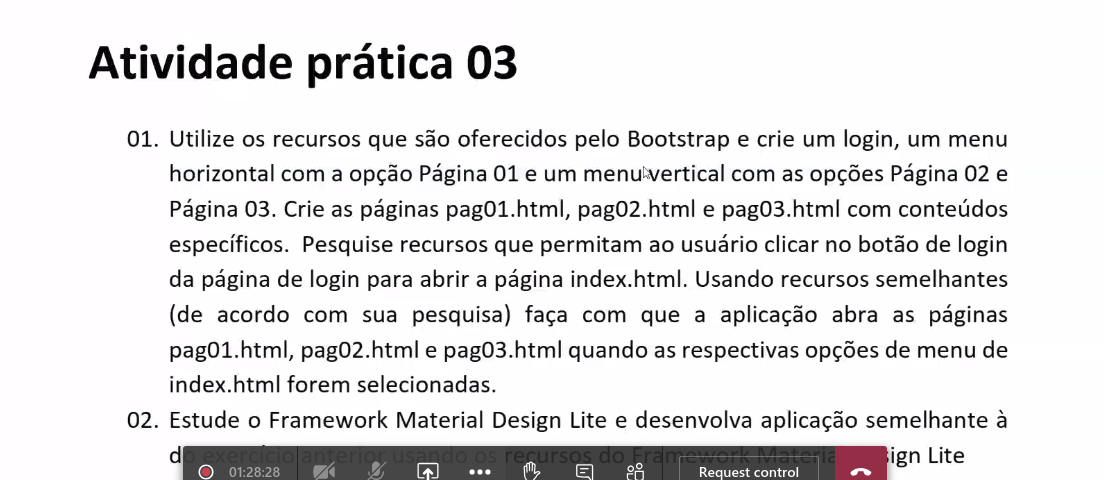 Atividade prática 03
01. Utilize os recursos que são oferecidos pelo Bootstrap e crie um login, um menu
horizontal com a opção Página 01 e um menu vertical com as opções Página 02 e
Página 03. Crie as páginas pag01.html, pag02.html e pag03.html com conteúdos
específicos. Pesquise recursos que permitam ao usuário clicar no botão de login
da página de login para abrir a página index.html. Usando recursos semelhantes
(de acordo com sua pesquisa) faça com que a aplicação abra as páginas
pag01.html, pag02.html e pag03.html quando as respectivas opções de menu de
index.html forem selecionadas.
02. Estude o Framework Material Design Lite e desenvolva aplicação semelhante à
do exercício anterior usando os recursos do Framework Material Design Lite
01:28:28
Request control